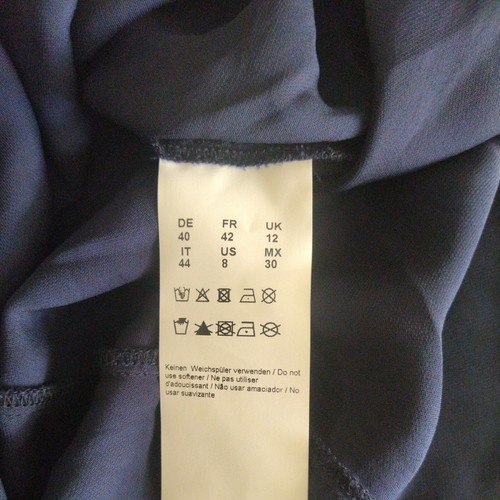 DE FR UK
40 42 12
IT US MX
44 8 30
Keinen Weichspüler verwenden / Do not
use softener / Ne pas utiliser
d'adoucissant / Não usar amaciador / No
usar suavizante